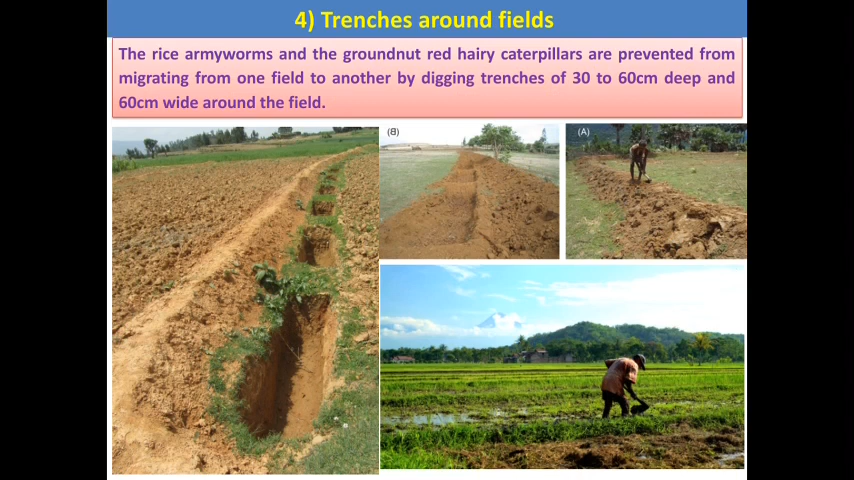 4) Trenches around fields
The rice armyworms and the groundnut red hairy caterpillars are prevented from
migrating from one field to another by digging trenches of 30 to 60cm deep and
60cm wide around the field.
(B)
(A)